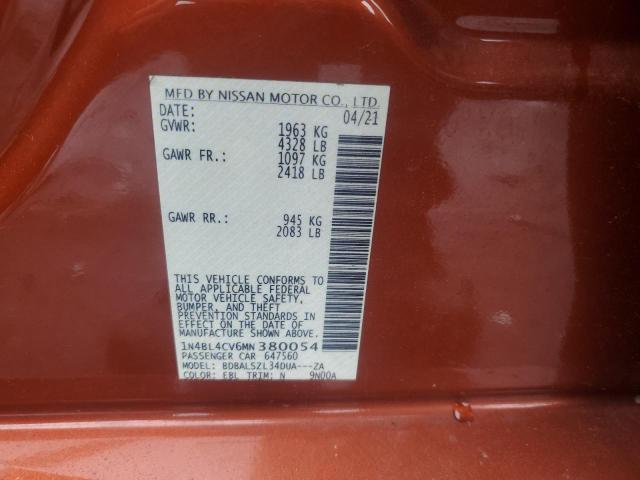 MFD BY NISSAN MOTOR CO., LTD.
DATE: 04/21
GVWR: 1963 KG
4328 LB
GAWR FR.: 1097 KG
2418 LB
GAWR RR.: 945 KG
2083 LB
THIS VEHICLE CONFORMS TO
ALL APPLICABLE FEDERAL
MOTOR VEHICLE SAFETY,
BUMPER, AND THEFT
PREVENTION STANDARDS IN
EFFECT ON THE DATE OF
MANUFACTURE SHOWN ABOVE.
1N4BL4CV6MN380054
PASSENGER CAR 647560
MODEL: BDBALSZL34DUA---ZA
COLOR: EBL TRIM: N 9N00A